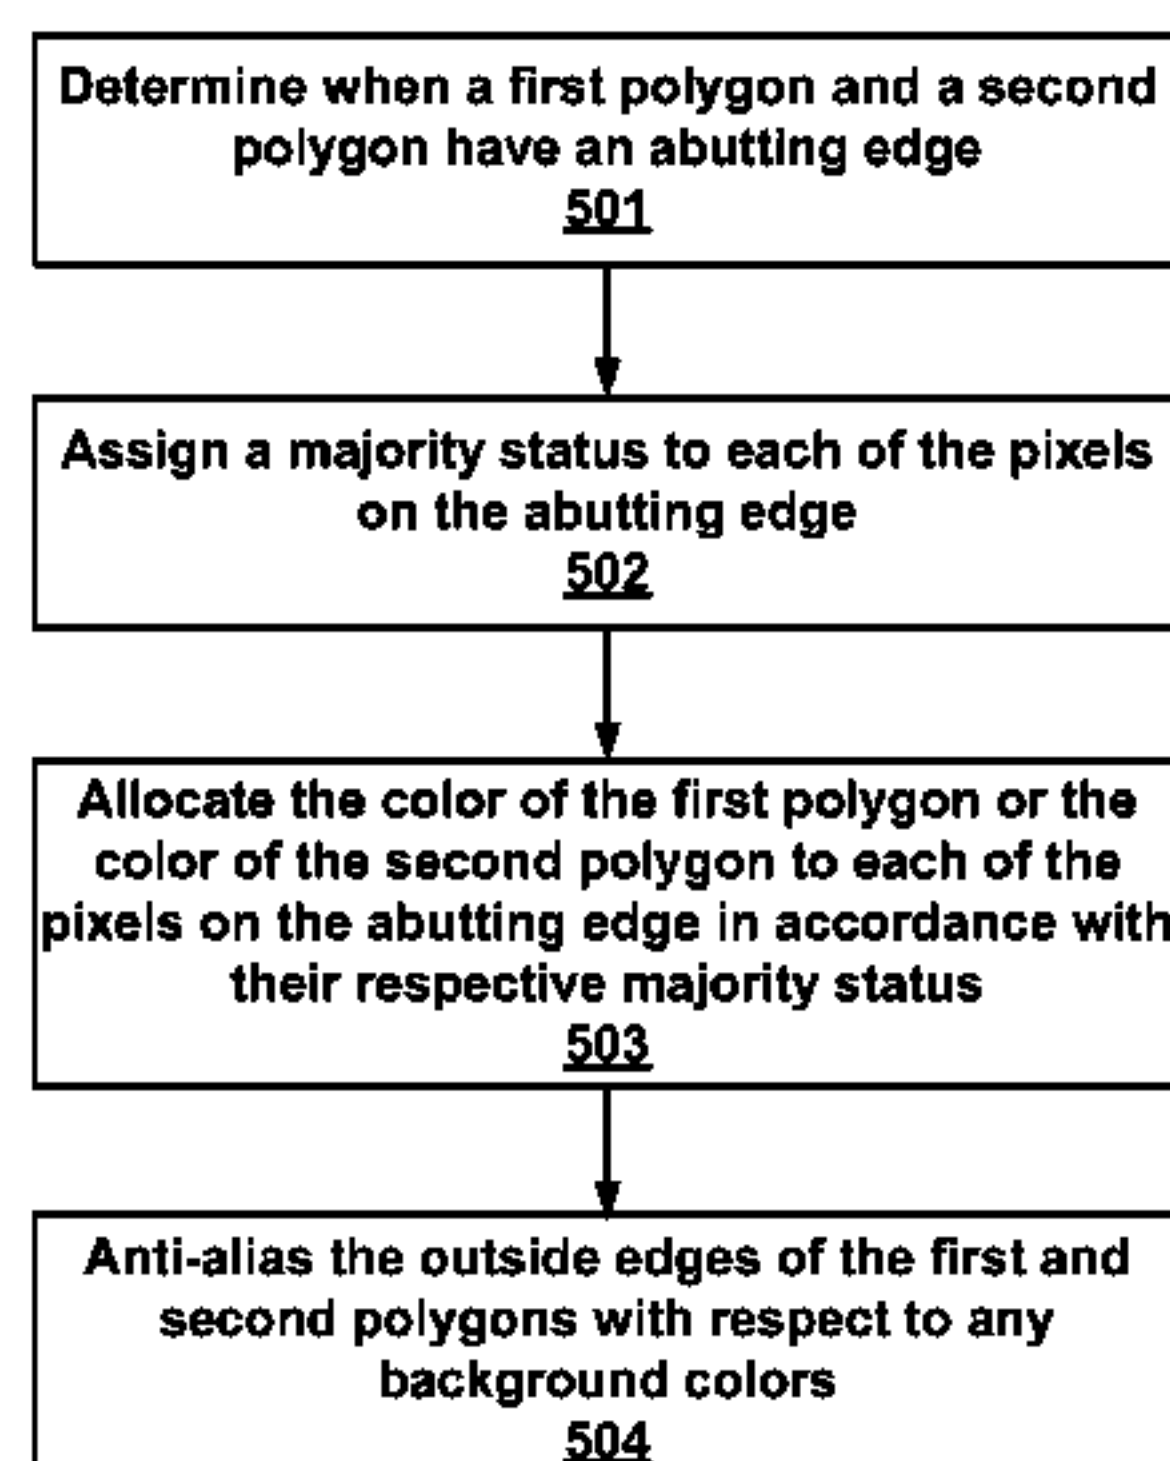 Determine when a first polygon and a second
polygon have an abutting edge
501
Assign a majority status to each of the pixels
on the abutting edge
502
Allocate the color of the first polygon or the
color of the second polygon to each of the
pixels on the abutting edge in accordance with
their respective majority status
503
Anti-alias the outside edges of the first and
second polygons with respect to any
background colors
504